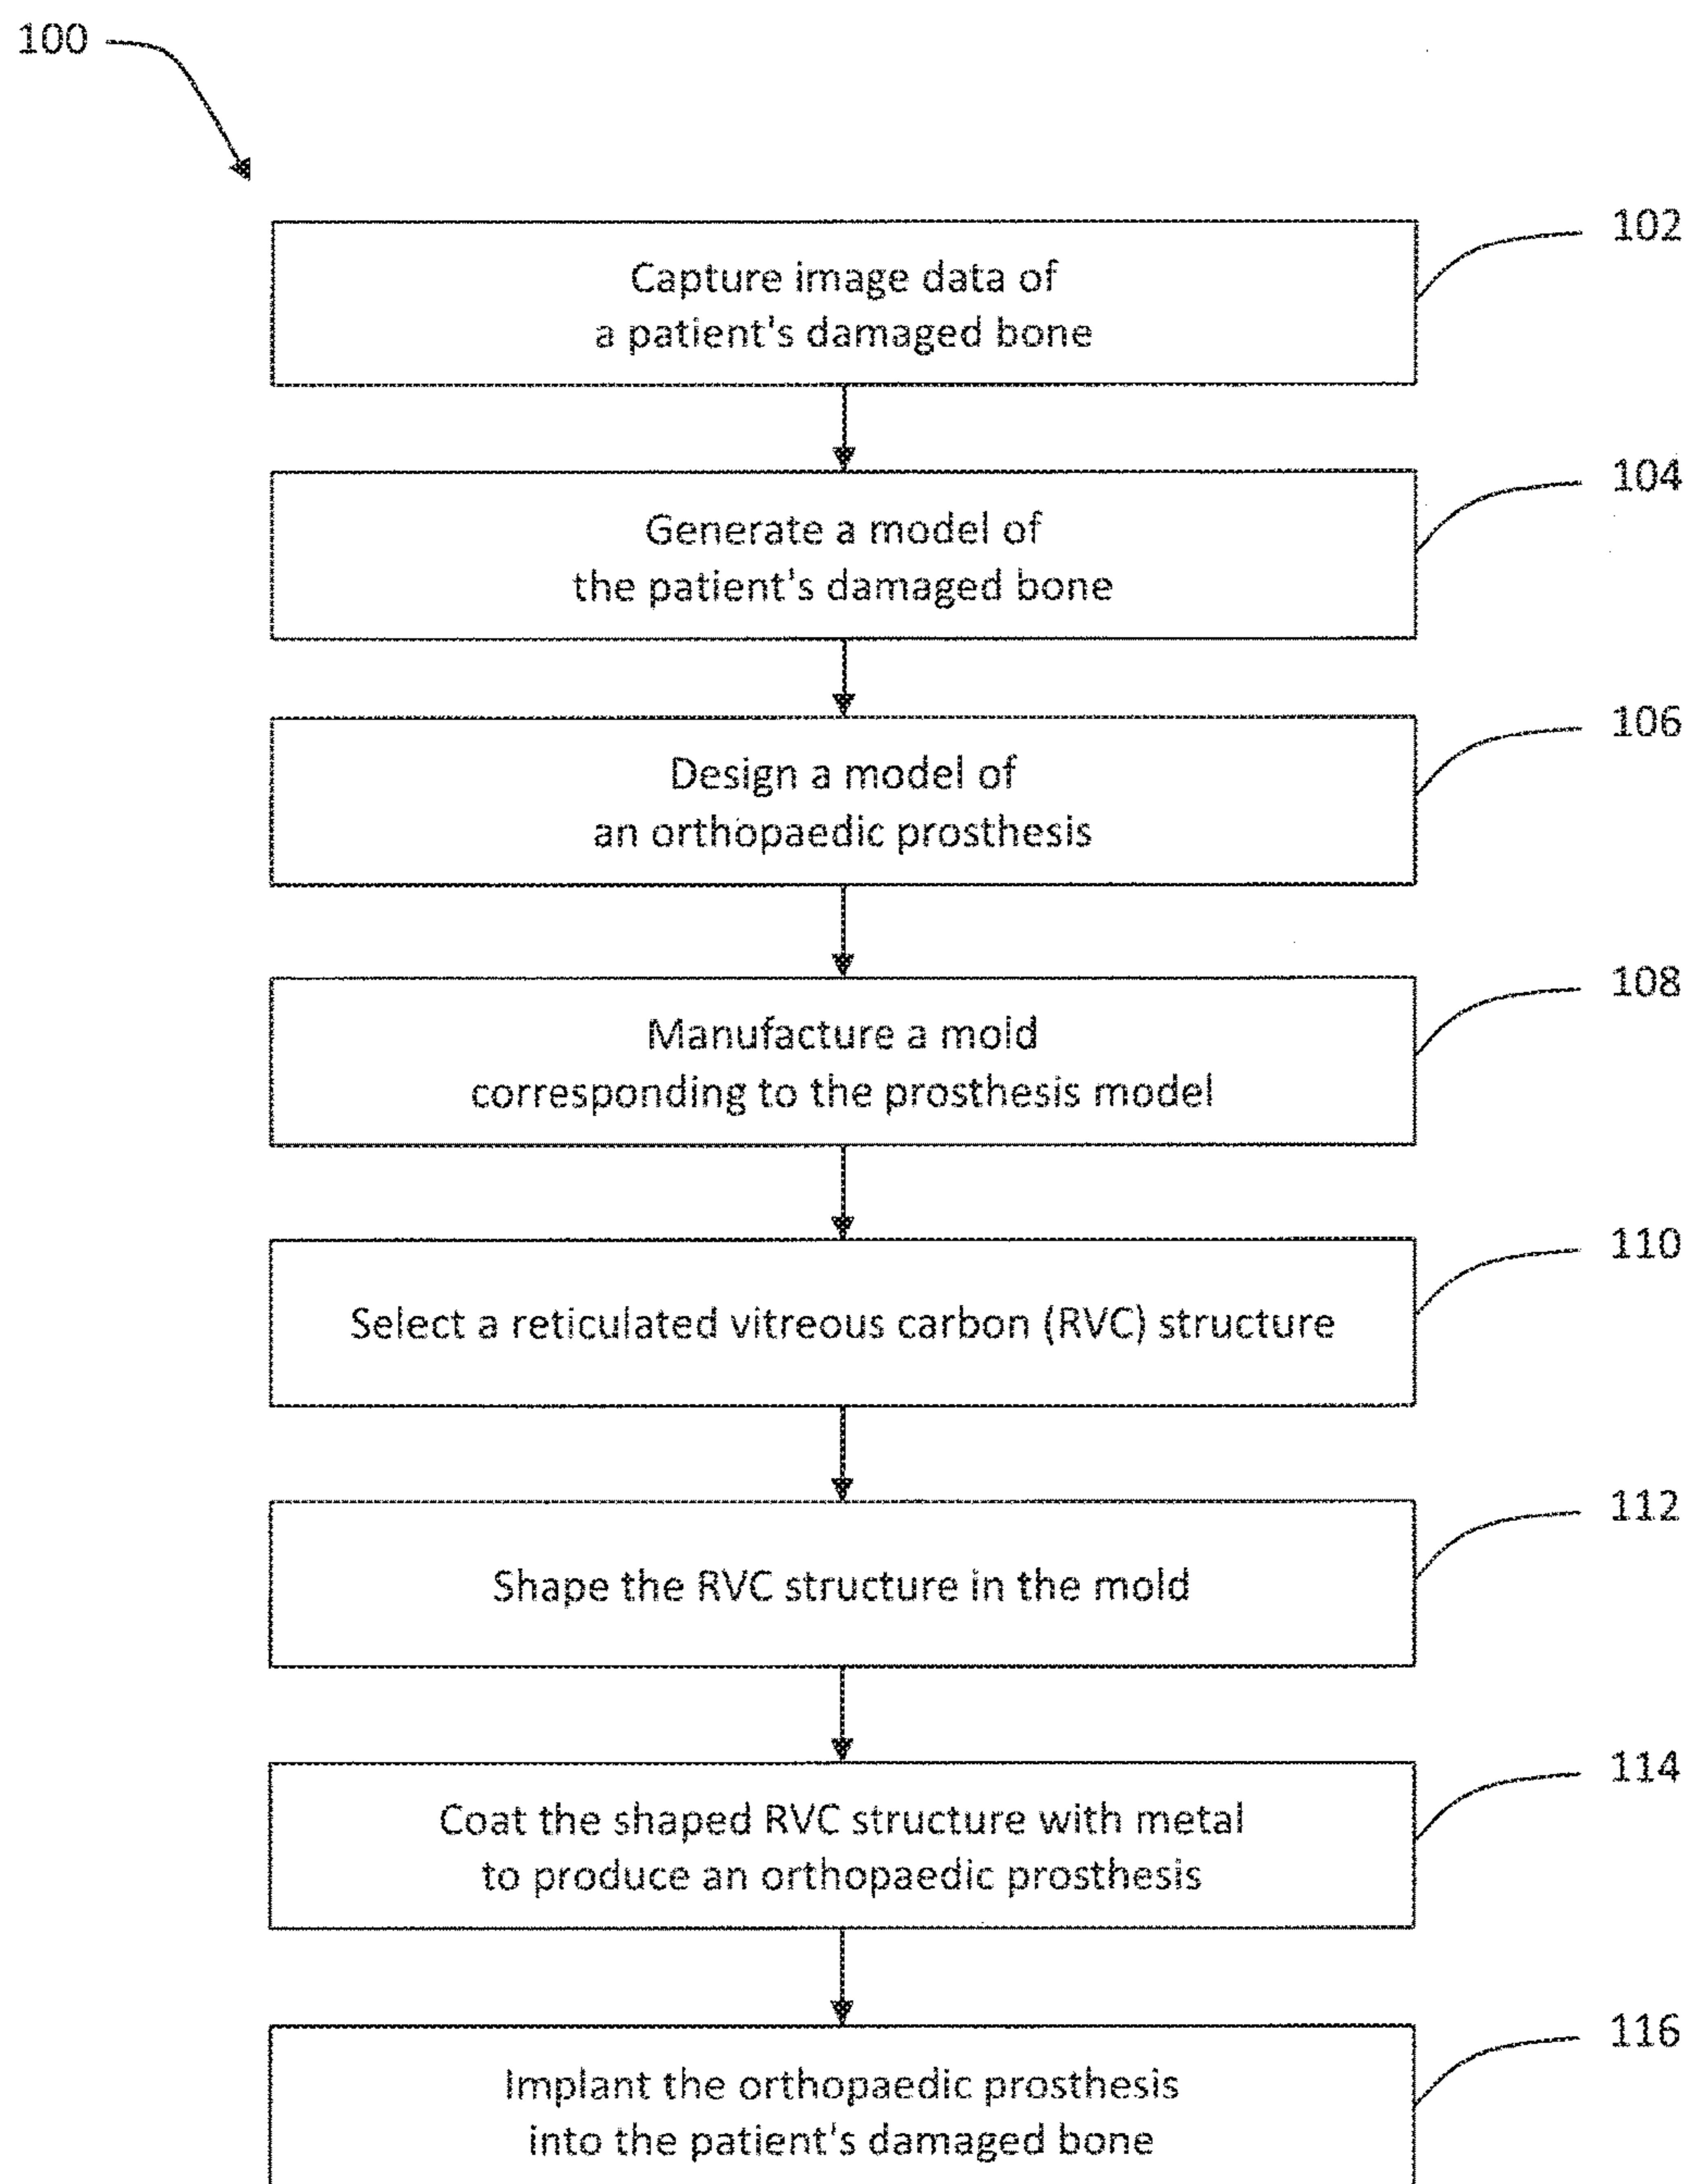 100
102
Capture image data of
a patient's damaged bone
104
Generate a model of
the patient's damaged bone
106
Design a model of
an orthopaedic prosthesis
108
Manufacture a mold
corresponding to the prosthesis model
110
Select a reticulated vitreous carbon (RVC) structure
112
Shape the RVC structure in the mold
114
Coat the shaped RVC structure with metal
to produce an orthopaedic prosthesis
116
Implant the orthopaedic prosthesis
into the patient's damaged bone